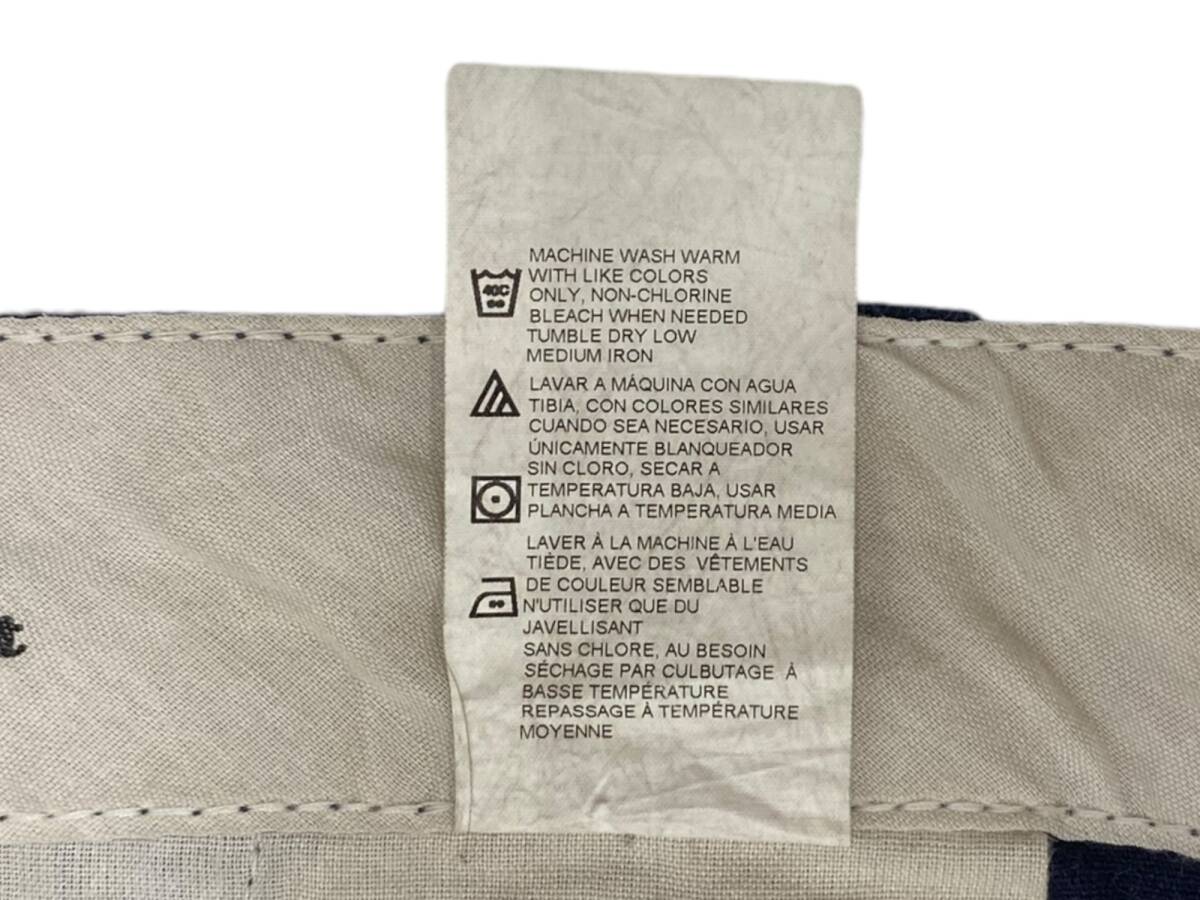 MACHINE WASH WARM
WITH LIKE COLORS
ONLY, NON-CHLORINE
BLEACH WHEN NEEDED
TUMBLE DRY LOW
MEDIUM IRON
40C
LAVAR A MÁQUINA CON AGUA
TIBIA, CON COLORES SIMILARES
CUANDO SEA NECESARIO, USAR
ÚNICAMENTE BLANQUEADOR
SIN CLORO, SECAR A
TEMPERATURA BAJA, USAR
PLANCHA A TEMPERATURA MEDIA
LAVER À LA MACHINE À L'EAU
TIÈDE, AVEC DES VÊTEMENTS
DE COULEUR SEMBLABLE
N'UTILISER QUE DU
JAVELLISANT
SANS CHLORE, AU BESOIN
SÉCHAGE PAR CULBUTAGE À
BASSE TEMPÉRATURE
REPASSAGE À TEMPÉRATURE
MOYENNE